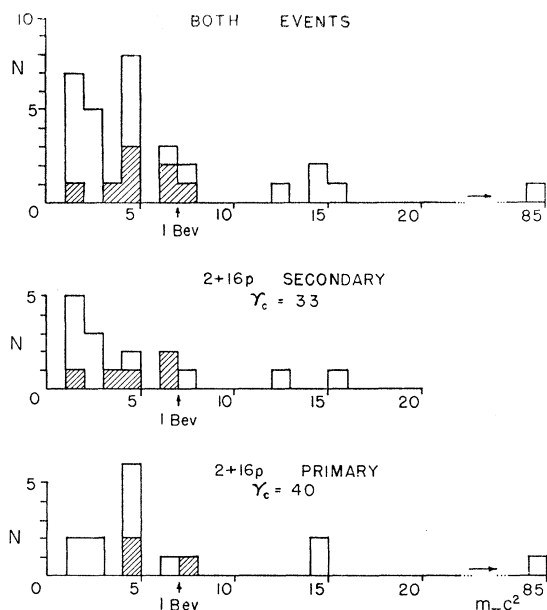 BOTH EVENTS
10
N
5
0
5
10
15
20
85
1 Bev
2+16p SECONDARY
γc = 33
5
N
0
5
10
15
20
1 Bev
2+16p PRIMARY
γc = 40
5
N
0
5
10
15
20
85
1 Bev
mπc²